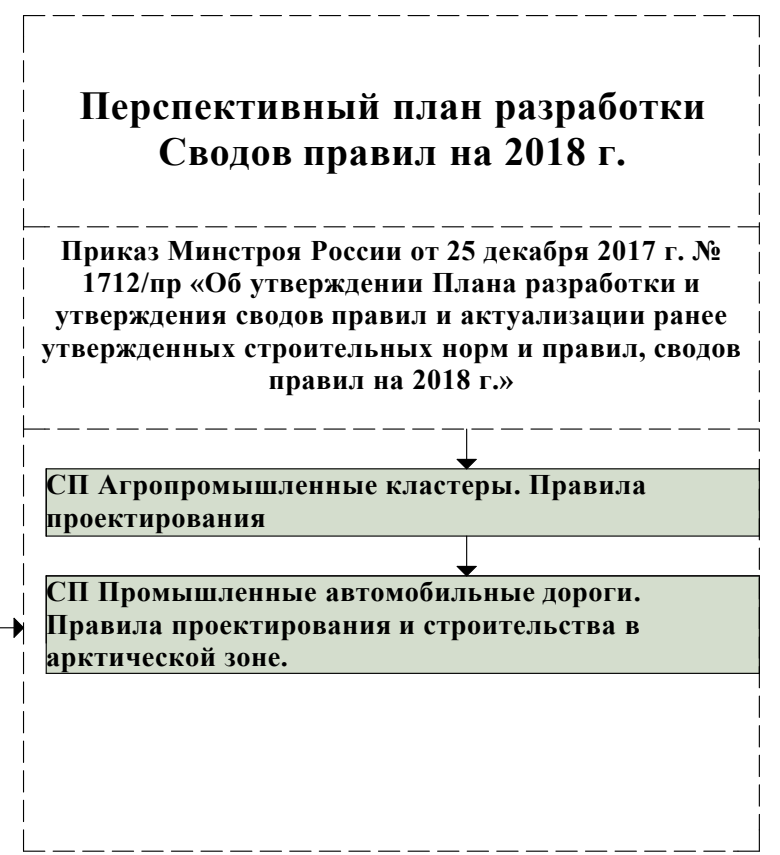 Перспективный план разработки
Сводов правил на 2018 г.
Приказ Минстроя России от 25 декабря 2017 г. №
1712/пр «Об утверждении Плана разработки и
утверждения сводов правил и актуализации ранее
утвержденных строительных норм и правил, сводов
правил на 2018 г.»
СП Агропромышленные кластеры. Правила
проектирования
СП Промышленные автомобильные дороги.
Правила проектирования и строительства в
арктической зоне.